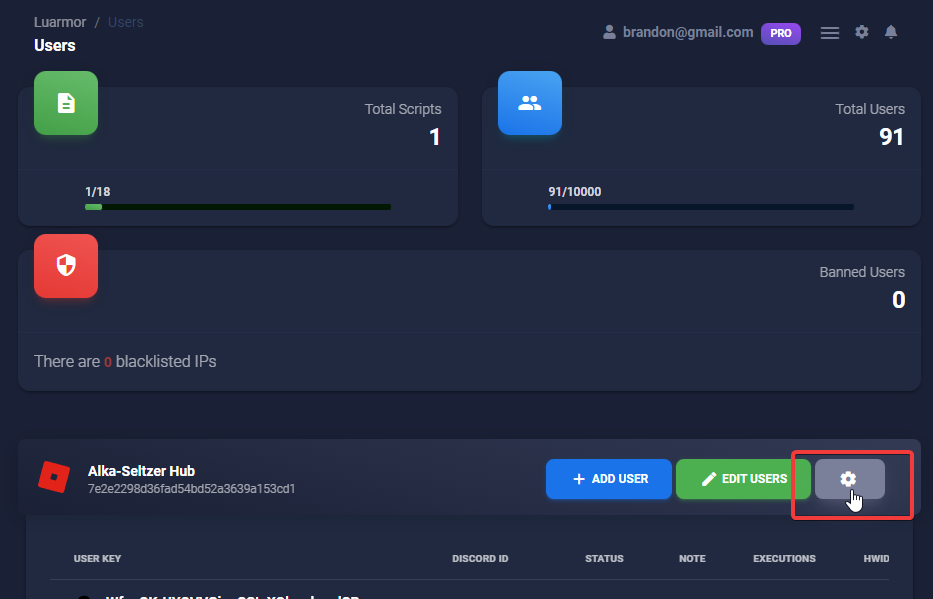 Luarmor / Users
Users
brandon@gmail.com PRO
Total Scripts
1
1/18
Total Users
91
91/10000
Banned Users
0
There are 0 blacklisted IPs
Alka-Seltzer Hub
7e2e2298d36fad54bd52a3639a153cd1
ADD USER
EDIT USERS
USER KEY DISCORD ID STATUS NOTE EXECUTIONS HWID